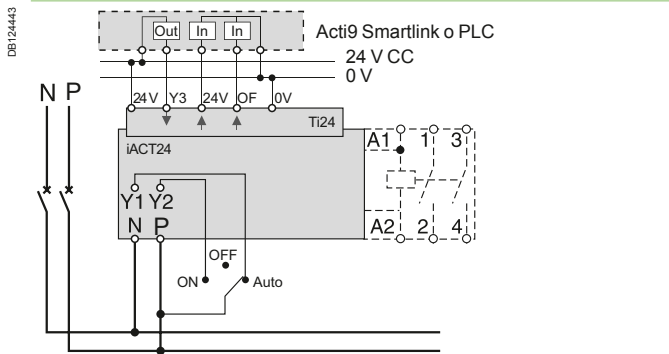 DB124443
Out In In
Acti9 Smartlink o PLC
24 V CC
0 V
N P
24V Y3 24V OF 0V
Ti24
iACT24
A1 1 3
Y1 Y2
N P
A2 2 4
OFF
ON Auto